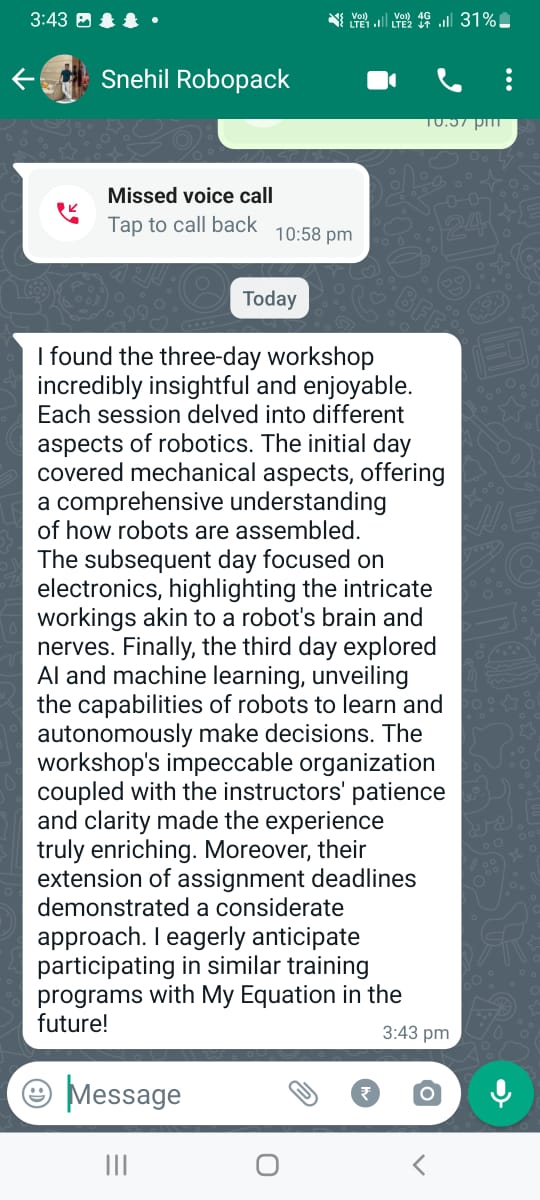 3:43
Vo))
LTE1
Vo)) 4G
LTE2
31%
Snehil Robopack
10:57 pm
Missed voice call
Tap to call back
10:58 pm
Today
I found the three-day workshop
incredibly insightful and enjoyable.
Each session delved into different
aspects of robotics. The initial day
covered mechanical aspects, offering
a comprehensive understanding
of how robots are assembled.
The subsequent day focused on
electronics, highlighting the intricate
workings akin to a robot's brain and
nerves. Finally, the third day explored
AI and machine learning, unveiling
the capabilities of robots to learn and
autonomously make decisions. The
workshop's impeccable organization
coupled with the instructors' patience
and clarity made the experience
truly enriching. Moreover, their
extension of assignment deadlines
demonstrated a considerate
approach. I eagerly anticipate
participating in similar training
programs with My Equation in the
future!
3:43 pm
Message
₹